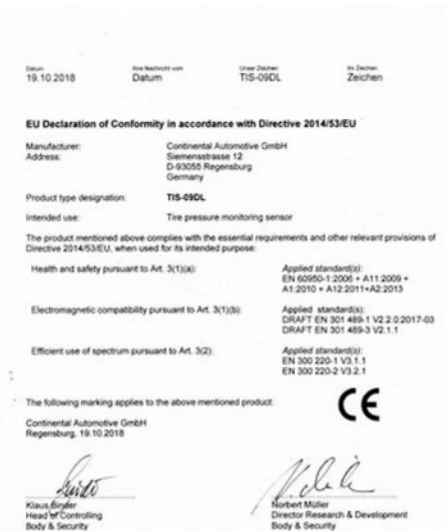 Datum Ihre Nachricht vom Unser Zeichen Ihr Zeichen
19.10.2018 Datum TIS-09DL Zeichen
EU Declaration of Conformity in accordance with Directive 2014/53/EU
Manufacturer: Continental Automotive GmbH
Address: Siemensstrasse 12
D-93055 Regensburg
Germany
Product type designation: TIS-09DL
Intended use: Tire pressure monitoring sensor
The product mentioned above complies with the essential requirements and other relevant provisions of
Directive 2014/53/EU, when used for its intended purpose:
Health and safety pursuant to Art. 3(1)(a): Applied standard(s):
EN 60950-1:2006 + A11:2009 +
A1:2010 + A12:2011+A2:2013
Electromagnetic compatibility pursuant to Art. 3(1)(b): Applied standard(s):
DRAFT EN 301 489-1 V2.2.0:2017-03
DRAFT EN 301 489-3 V2.1.1
Efficient use of spectrum pursuant to Art. 3(2): Applied standard(s):
EN 300 220-1 V3.1.1
EN 300 220-2 V3.2.1
The following marking applies to the above mentioned product: CE
Continental Automotive GmbH
Regensburg, 19.10.2018
Klaus Binder Norbert Müller
Head of Controlling Director Research & Development
Body & Security Body & Security